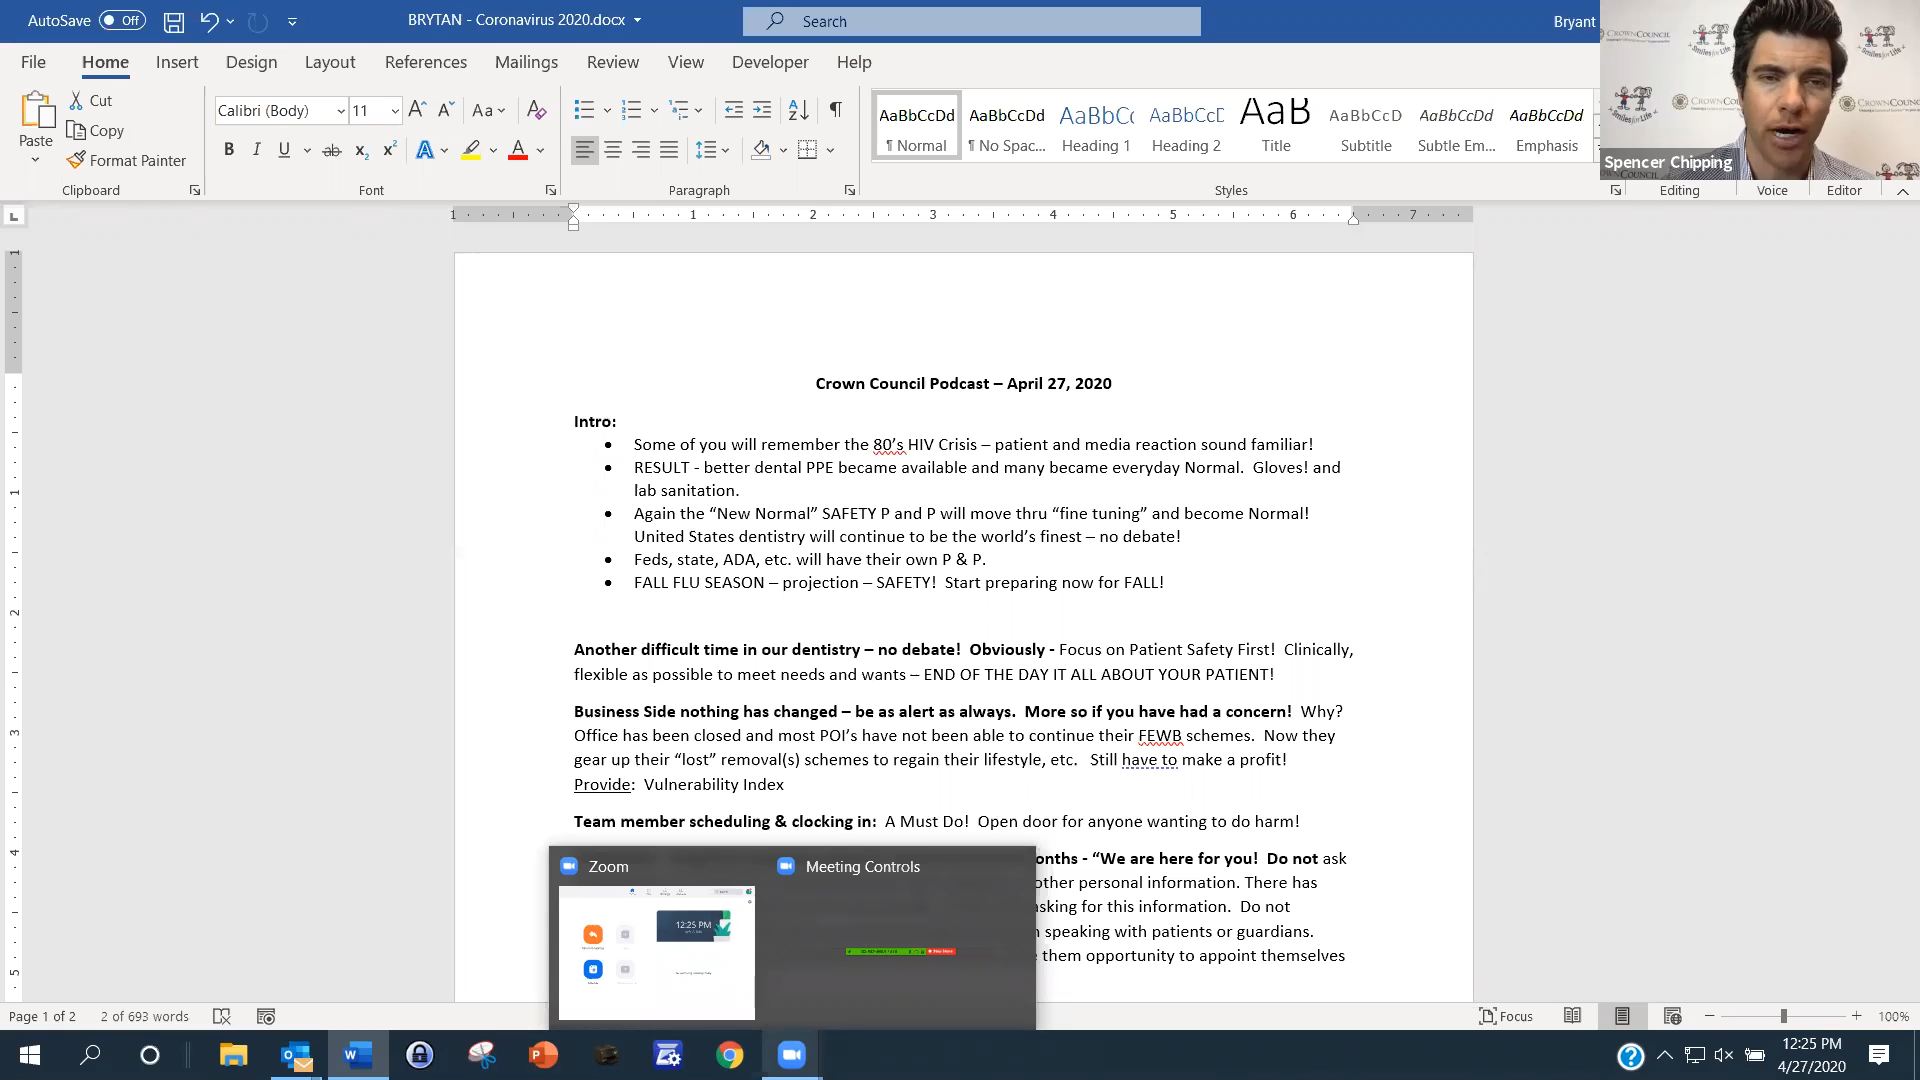 AutoSave Off BRYTAN - Coronavirus 2020.docx Search Bryant
File Home Insert Design Layout References Mailings Review View Developer Help
Paste Cut
Copy
Format Painter
Clipboard
Calibri (Body) 11
Font
Paragraph
AaBbCcDd AaBbCcDd AaBbCc AaBbCcC AaB AaBbCcD AaBbCcDd AaBbCcDd
¶ Normal ¶ No Spac... Heading 1 Heading 2 Title Subtitle Subtle Em... Emphasis
Styles Editing Voice Editor
CROWN COUNCIL
Smiles for Life
Spencer Chipping
1 1 2 3 4 5 6 7
Crown Council Podcast – April 27, 2020
Intro:
• Some of you will remember the 80’s HIV Crisis – patient and media reaction sound familiar!
• RESULT - better dental PPE became available and many became everyday Normal. Gloves! and
lab sanitation.
• Again the “New Normal” SAFETY P and P will move thru “fine tuning” and become Normal!
United States dentistry will continue to be the world’s finest – no debate!
• Feds, state, ADA, etc. will have their own P & P.
• FALL FLU SEASON – projection – SAFETY! Start preparing now for FALL!
Another difficult time in our dentistry – no debate! Obviously - Focus on Patient Safety First! Clinically,
flexible as possible to meet needs and wants – END OF THE DAY IT ALL ABOUT YOUR PATIENT!
Business Side nothing has changed – be as alert as always. More so if you have had a concern! Why?
Office has been closed and most POI’s have not been able to continue their FEWB schemes. Now they
gear up their “lost” removal(s) schemes to regain their lifestyle, etc. Still have to make a profit!
Provide: Vulnerability Index
Team member scheduling & clocking in: A Must Do! Open door for anyone wanting to do harm!
onths - “We are here for you! Do not ask
other personal information. There has
asking for this information. Do not
speaking with patients or guardians.
them opportunity to appoint themselves
Zoom Meeting Controls
12:25 PM
Page 1 of 2 2 of 693 words Focus 100%
12:25 PM
4/27/2020